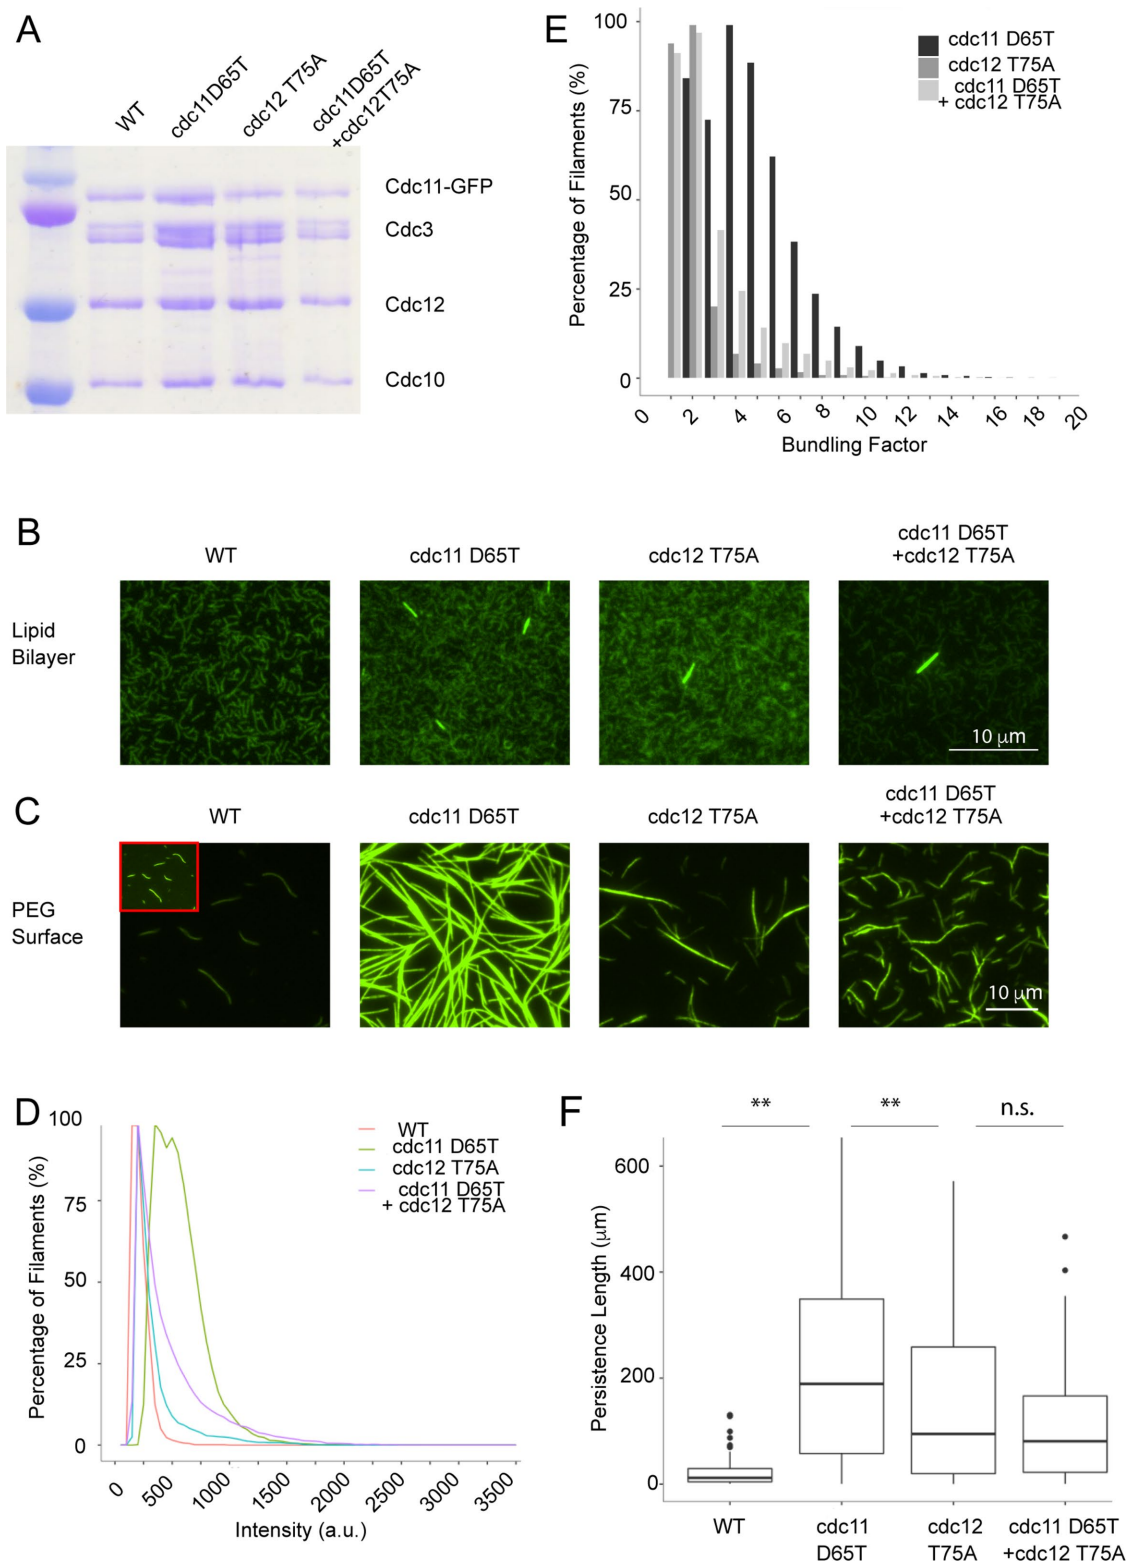 A
WT
cdc11D65T
cdc12 T75A
cdc11D65T
+cdc12T75A
Cdc11-GFP
Cdc3
Cdc12
Cdc10
E
Percentage of Filaments (%)
100
75
50
25
0
0 2 4 6 8 10 12 14 16 18 20
Bundling Factor
cdc11 D65T
cdc12 T75A
cdc11 D65T
+ cdc12 T75A
B
WT
cdc11 D65T
cdc12 T75A
cdc11 D65T
+cdc12 T75A
Lipid
Bilayer
10 μm
C
WT
cdc11 D65T
cdc12 T75A
cdc11 D65T
+cdc12 T75A
PEG
Surface
10 μm
D
Percentage of Filaments (%)
100
75
50
25
0
0 500 1000 1500 2000 2500 3000 3500
Intensity (a.u.)
WT
cdc11 D65T
cdc12 T75A
cdc11 D65T
+ cdc12 T75A
F
** ** n.s.
Persistence Length (μm)
600
400
200
0
WT
cdc11
D65T
cdc12
T75A
cdc11 D65T
+cdc12 T75A